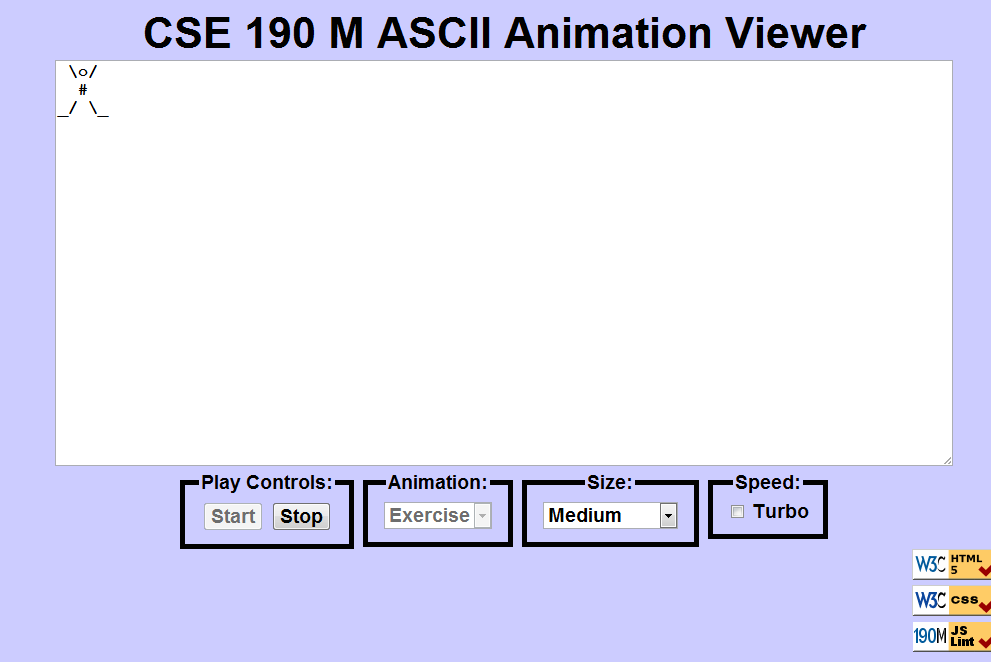 CSE 190 M ASCII Animation Viewer
  \o/
   #
_/ \_
Play Controls: Animation: Size: Speed:
Start Stop Exercise Medium Turbo
W3C HTML 5
W3C css
190M JS Lint